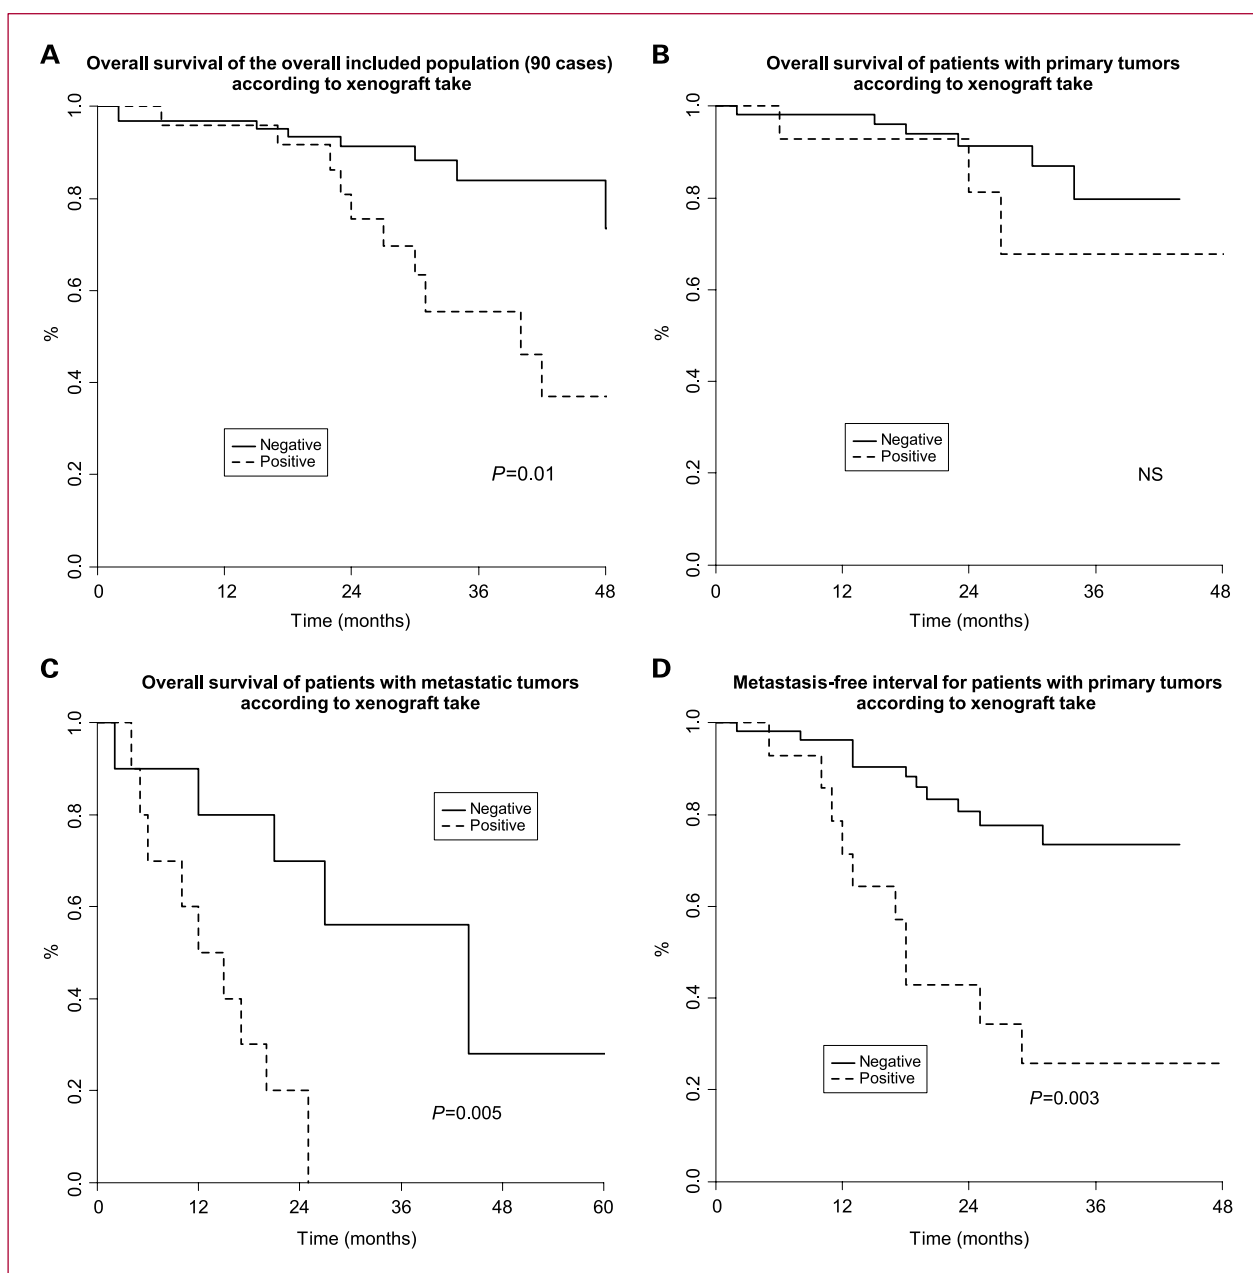 A
Overall survival of the overall included population (90 cases)
according to xenograft take
1.0
0.8
0.6
0.4
0.2
0.0
%
Negative
Positive
P=0.01
0 12 24 36 48
Time (months)
B
Overall survival of patients with primary tumors
according to xenograft take
1.0
0.8
0.6
0.4
0.2
0.0
%
Negative
Positive
NS
0 12 24 36 48
Time (months)
C
Overall survival of patients with metastatic tumors
according to xenograft take
1.0
0.8
0.6
0.4
0.2
0.0
%
Negative
Positive
P=0.005
0 12 24 36 48 60
Time (months)
D
Metastasis-free interval for patients with primary tumors
according to xenograft take
1.0
0.8
0.6
0.4
0.2
0.0
%
Negative
Positive
P=0.003
0 12 24 36 48
Time (months)